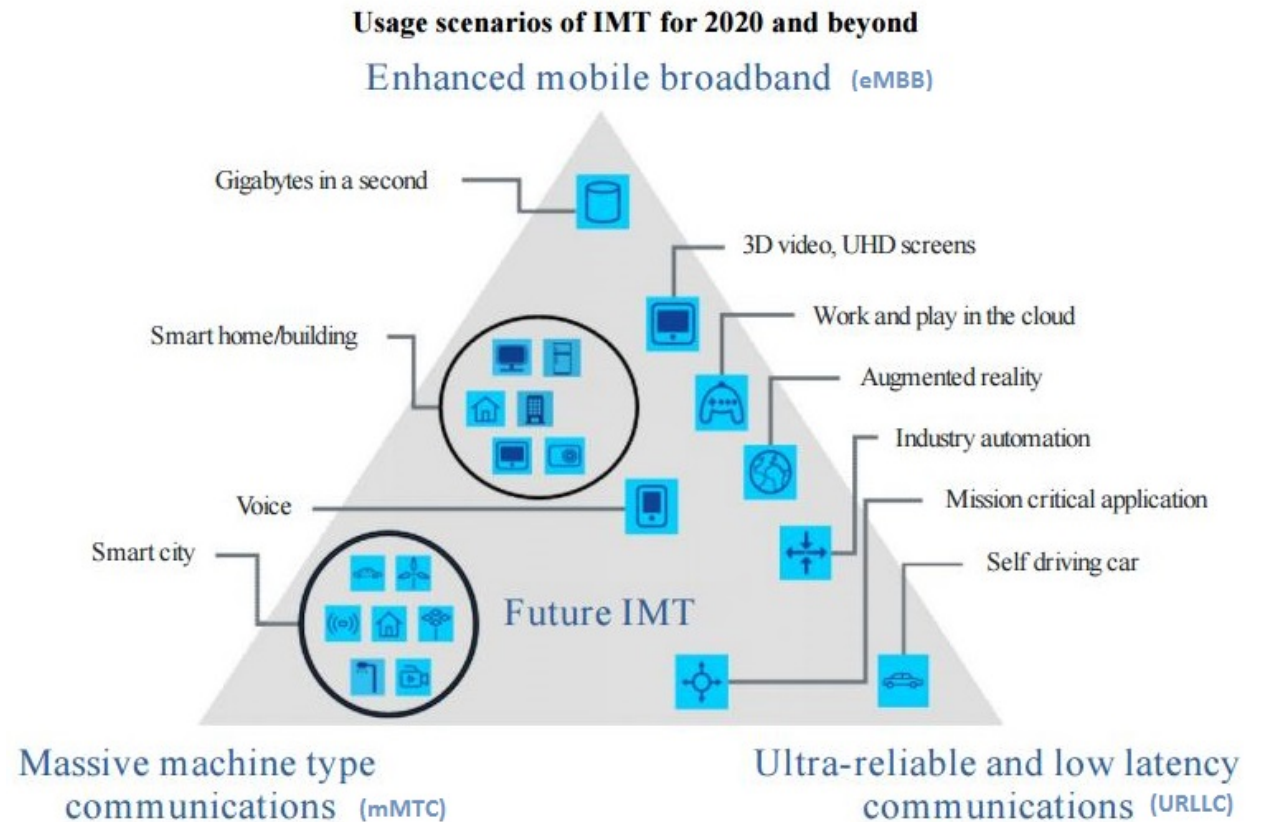 Usage scenarios of IMT for 2020 and beyond
Enhanced mobile broadband (eMBB)
Gigabytes in a second
3D video, UHD screens
Smart home/building
Work and play in the cloud
Augmented reality
Industry automation
Voice
Mission critical application
Smart city
Self driving car
Future IMT
Massive machine type
communications (mMTC)
Ultra-reliable and low latency
communications (URLLC)